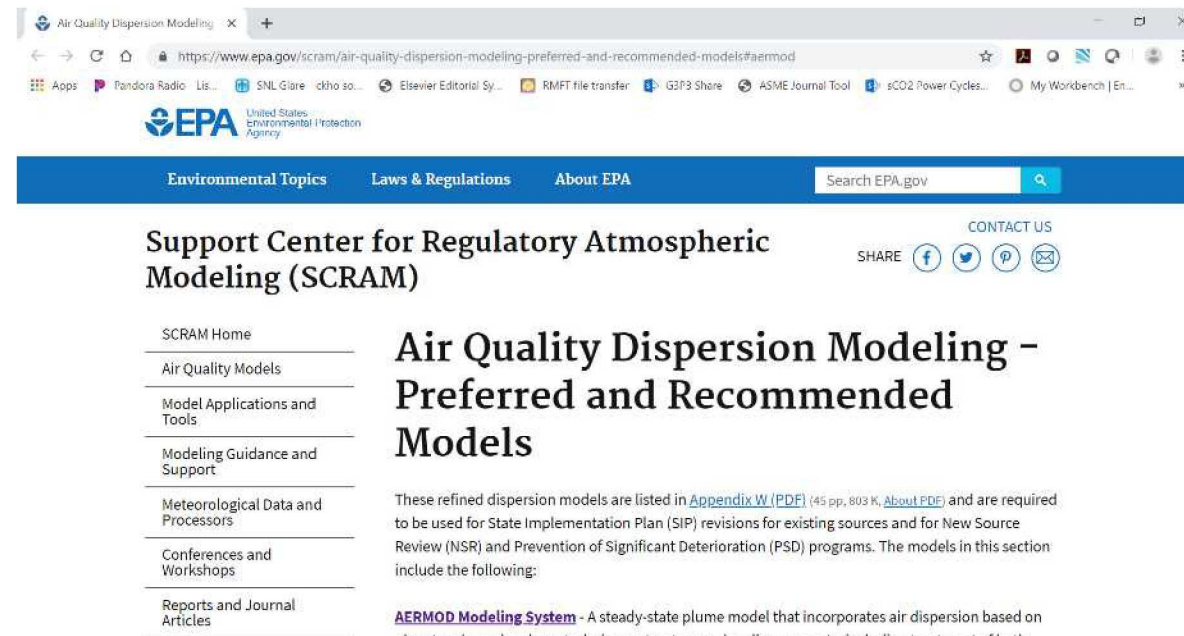 Air Quality Dispersion Modeling
https://www.epa.gov/scram/air-quality-dispersion-modeling-preferred-and-recommended-models#aermod
Apps Pandora Radio Lis... SNL Glare ckho so... Elsevier Editorial Sy... RMFT file transfer G3P3 Share ASME Journal Tool sCO2 Power Cycles... My Workbench | En... »
EPA
United States
Environmental Protection
Agency
Environmental Topics Laws & Regulations About EPA Search EPA.gov
CONTACT US
Support Center for Regulatory Atmospheric
Modeling (SCRAM)
SHARE
SCRAM Home
Air Quality Models
Model Applications and
Tools
Modeling Guidance and
Support
Meteorological Data and
Processors
Conferences and
Workshops
Reports and Journal
Articles
Air Quality Dispersion Modeling -
Preferred and Recommended
Models
These refined dispersion models are listed in Appendix W (PDF) (45 pp, 803 K, About PDF) and are required
to be used for State Implementation Plan (SIP) revisions for existing sources and for New Source
Review (NSR) and Prevention of Significant Deterioration (PSD) programs. The models in this section
include the following:
AERMOD Modeling System - A steady-state plume model that incorporates air dispersion based on